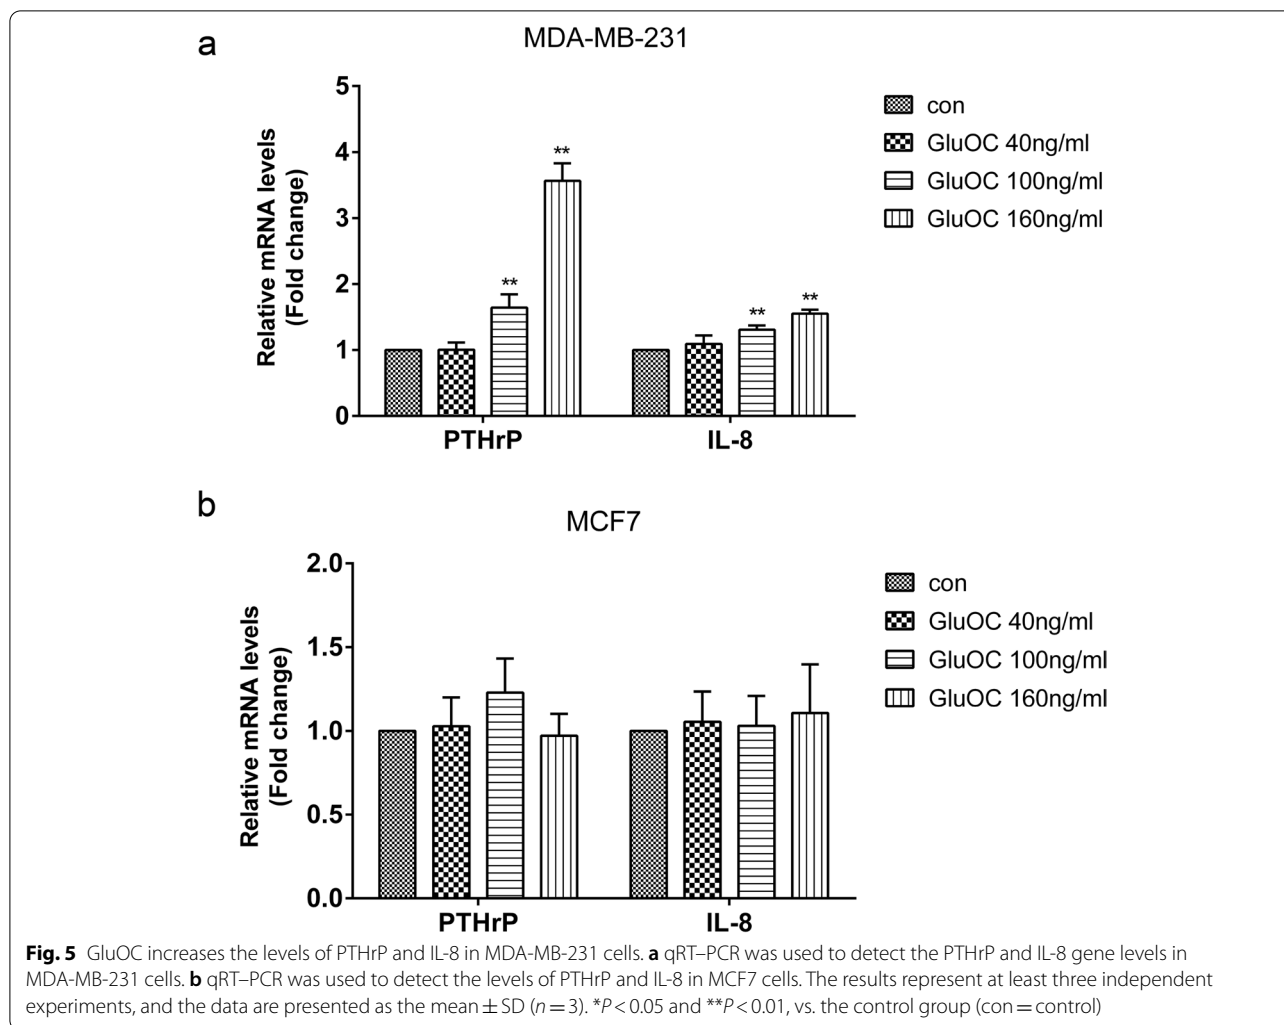 a
MDA-MB-231
Relative mRNA levels
(Fold change)
5
4
3
2
1
0
**
**
**
**
PTHrP
IL-8
con
GluOC 40ng/ml
GluOC 100ng/ml
GluOC 160ng/ml
b
MCF7
Relative mRNA levels
(Fold change)
2.0
1.5
1.0
0.5
0.0
PTHrP
IL-8
con
GluOC 40ng/ml
GluOC 100ng/ml
GluOC 160ng/ml
Fig. 5 GluOC increases the levels of PTHrP and IL-8 in MDA-MB-231 cells. a qRT–PCR was used to detect the PTHrP and IL-8 gene levels in
MDA-MB-231 cells. b qRT–PCR was used to detect the levels of PTHrP and IL-8 in MCF7 cells. The results represent at least three independent
experiments, and the data are presented as the mean ± SD (n = 3). *P < 0.05 and **P < 0.01, vs. the control group (con = control)